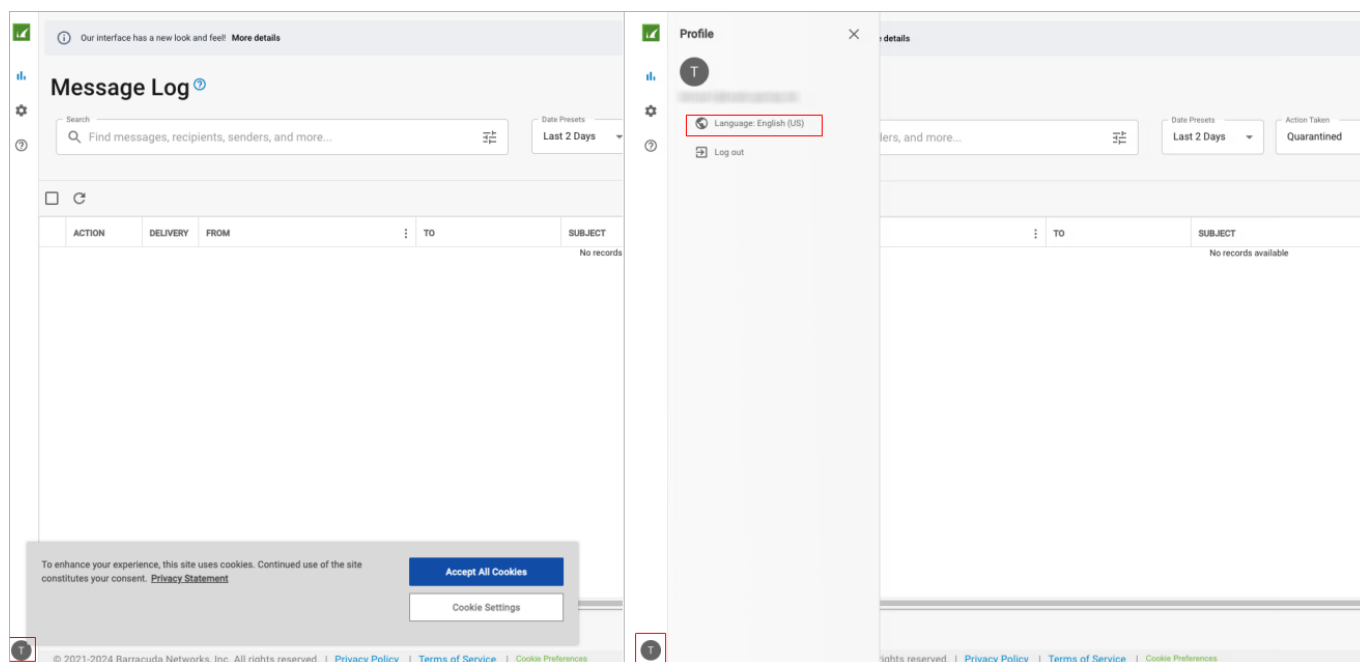 Our interface has a new look and feel! More details
Message Log
Search
Find messages, recipients, senders, and more...
Date Presets
Last 2 Days
ACTION
DELIVERY
FROM
TO
SUBJECT
No records
To enhance your experience, this site uses cookies. Continued use of the site
constitutes your consent. Privacy Statement
Accept All Cookies
Cookie Settings
T
© 2021-2024 Barracuda Networks, Inc. All rights reserved. | Privacy Policy | Terms of Service | Cookie Preferences
Profile
details
T
Language: English (US)
Log out
lers, and more...
Date Presets
Last 2 Days
Action Taken
Quarantined
TO
SUBJECT
No records available
T
rights reserved. | Privacy Policy | Terms of Service | Cookie Preferences